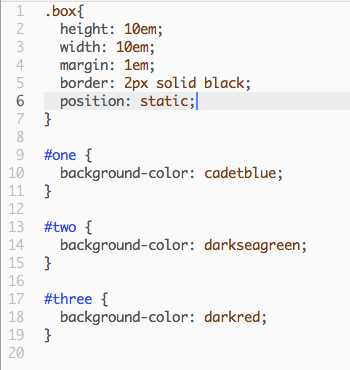 1 .box{
2   height: 10em;
3   width: 10em;
4   margin: 1em;
5   border: 2px solid black;
6   position: static;
7 }
8
9 #one {
10   background-color: cadetblue;
11 }
12
13 #two {
14   background-color: darkseagreen;
15 }
16
17 #three {
18   background-color: darkred;
19 }
20